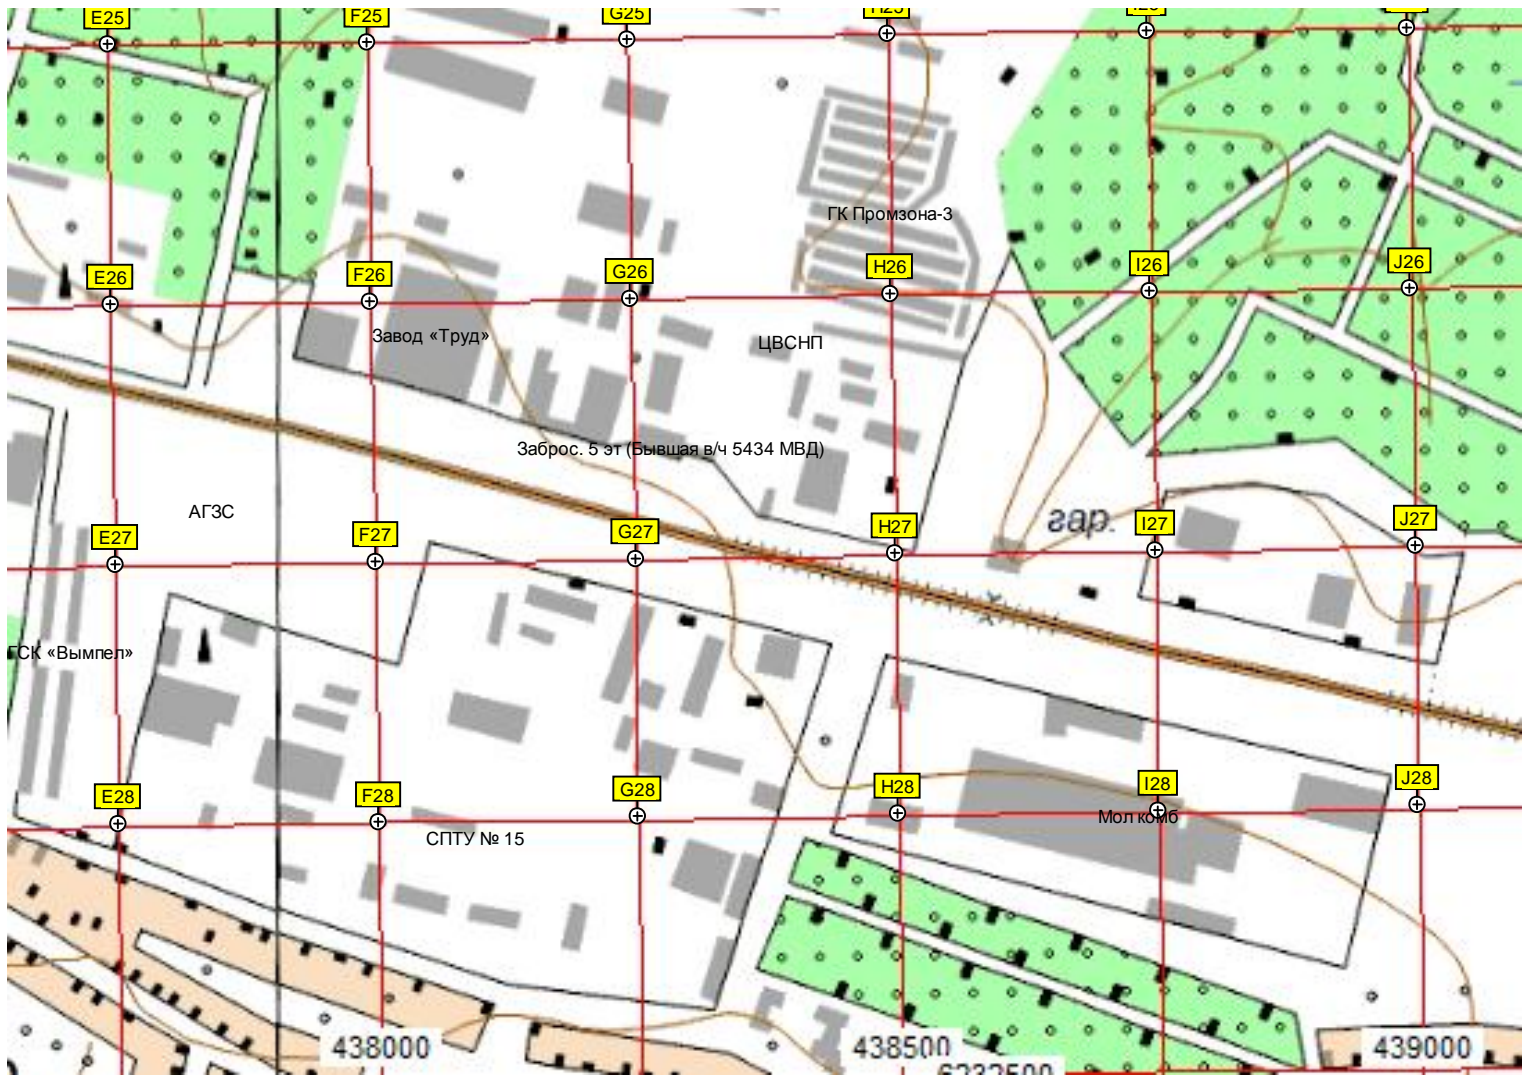 E25
F25
G25
H25
ГК Промзона-3
E26
F26
G26
H26
I26
J26
Завод «Труд»
ЦВСНП
Заброс. 5 эт (Бывшая в/ч 5434 МВД)
АГЗС
гар.
E27
F27
G27
H27
I27
J27
ГСК «Вымпел»
E28
F28
G28
H28
I28
J28
Мол комб
СПТУ № 15
438000
438500
439000
6232500